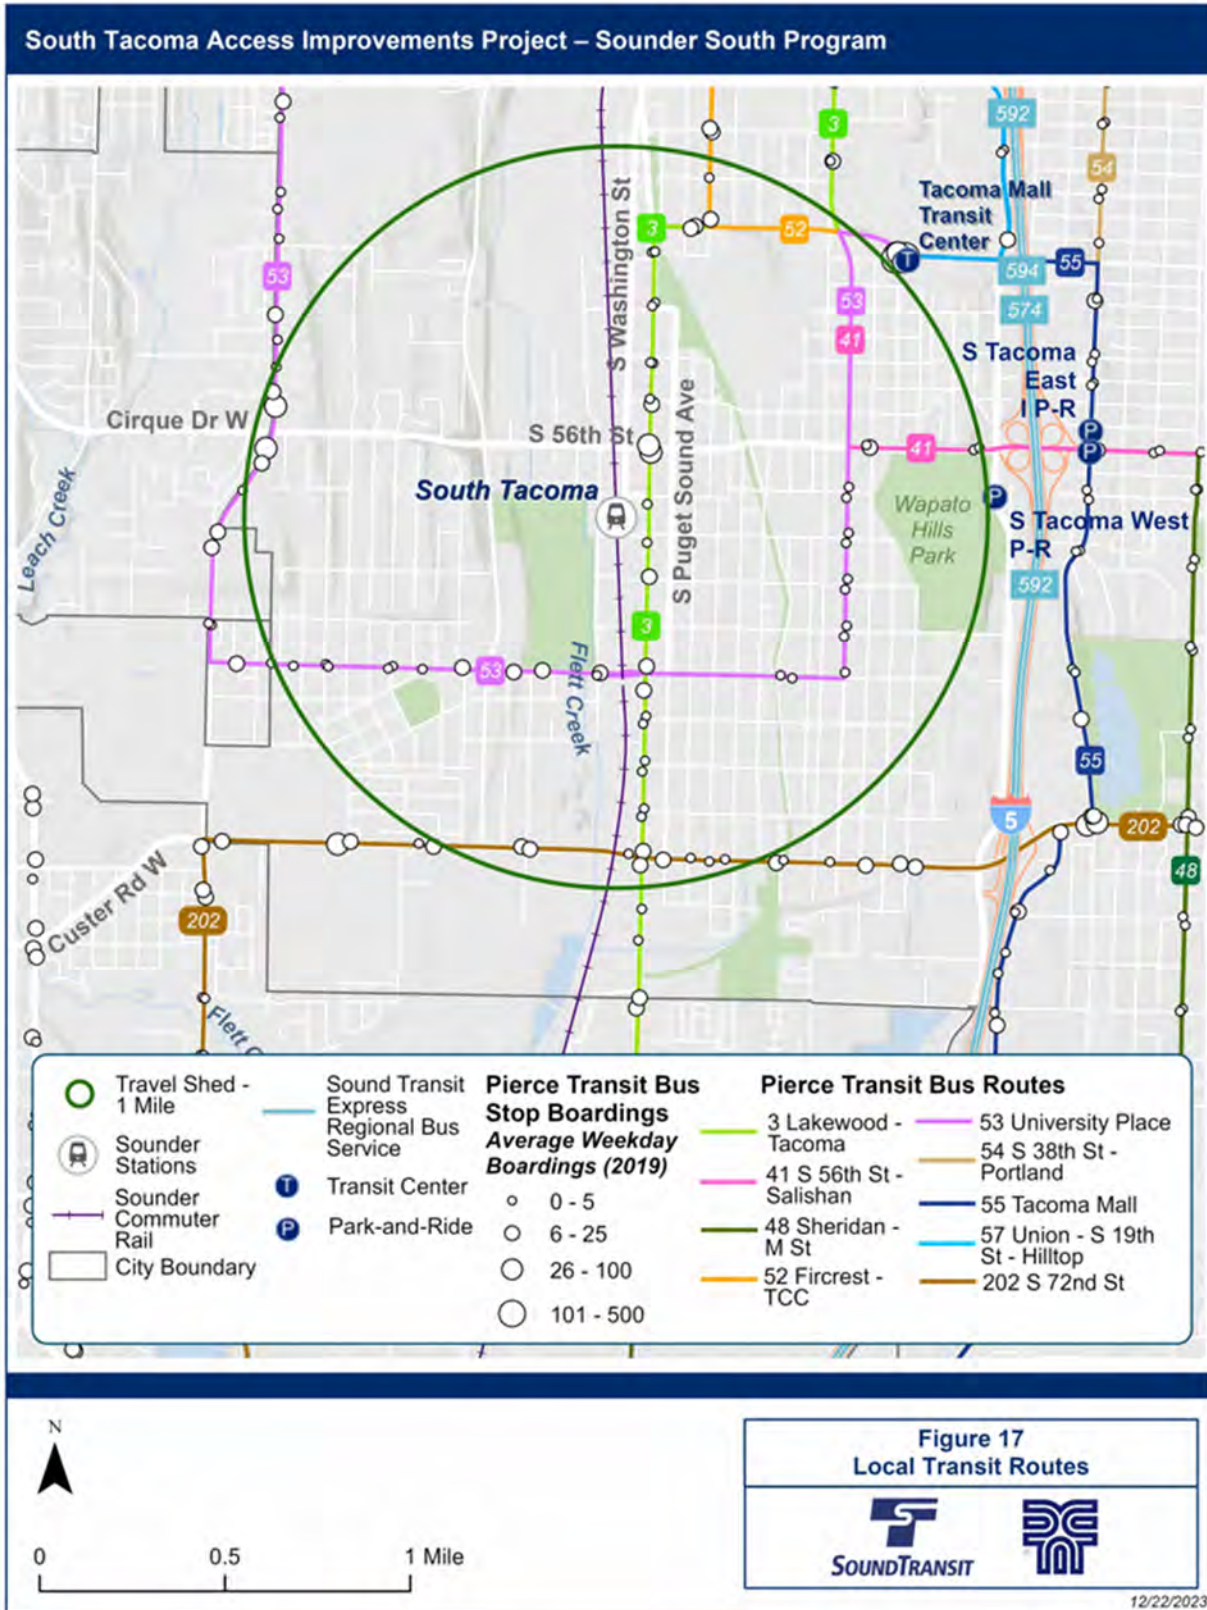 South Tacoma Access Improvements Project – Sounder South Program
592
3
54
Tacoma Mall
Transit
Center
S Washington St
3
52
53
594
55
53
574
41
S Tacoma
East
I P-R
S Puget Sound Ave
Cirque Dr W
S 56th St
41
P
P
South Tacoma
P
Wapato
Hills
Park
S Tacoma West
P-R
Leach Creek
592
3
53
Flett Creek
55
5
202
48
Custer Rd W
202
Flett C
T
Travel Shed -
1 Mile
Sounder
Stations
Sounder
Commuter
Rail
City Boundary
Sound Transit
Express
Regional Bus
Service
T Transit Center
P Park-and-Ride
Pierce Transit Bus
Stop Boardings
Average Weekday
Boardings (2019)
0 - 5
6 - 25
26 - 100
101 - 500
Pierce Transit Bus Routes
3 Lakewood -
Tacoma
41 S 56th St -
Salishan
48 Sheridan -
M St
52 Fircrest -
TCC
53 University Place
54 S 38th St -
Portland
55 Tacoma Mall
57 Union - S 19th
St - Hilltop
202 S 72nd St
N
0 0.5 1 Mile
Figure 17
Local Transit Routes
SOUNDTRANSIT
12/22/2023